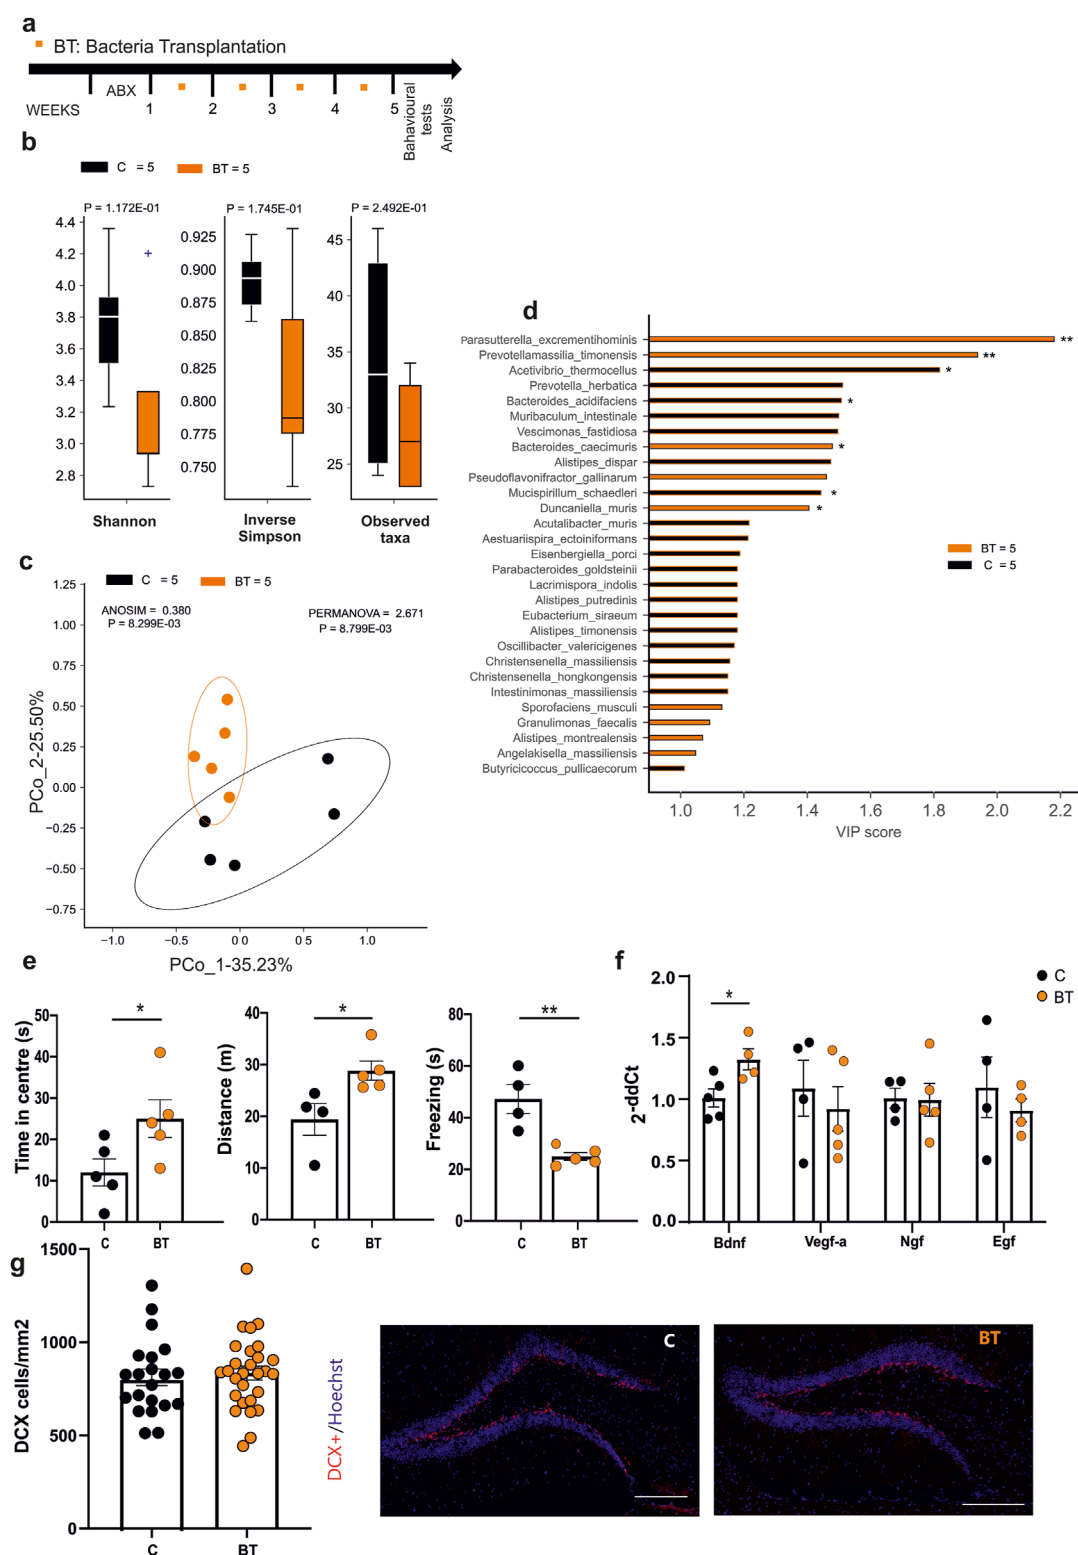 a
BT: Bacteria Transplantation
ABX
WEEKS 1 2 3 4 5
Bahavioural tests
Analysis
b
C = 5 BT = 5
P = 1.172E-01 P = 1.745E-01 P = 2.492E-01
4.4
4.2
4.0
3.8
3.6
3.4
3.2
3.0
2.8
Shannon
0.925
0.900
0.875
0.850
0.825
0.800
0.775
0.750
Inverse
Simpson
45
40
35
30
25
Observed
taxa
c
C = 5 BT = 5
ANOSIM = 0.380
P = 8.299E-03
PERMANOVA = 2.671
P = 8.799E-03
PCo_2-25.50%
1.25
1.00
0.75
0.50
0.25
0.00
−0.25
−0.50
−0.75
−1.0 −0.5 0 0 0.5 1.0
PCo_1-35.23%
d
Parasutterella_excrementihominis **
Prevotellamassilia_timonensis **
Acetivibrio_thermocellus *
Prevotella_herbatica
Bacteroides_acidifaciens *
Muribaculum_intestinale
Vescimonas_fastidiosa
Bacteroides_caecimuris *
Alistipes_dispar
Pseudoflavonifractor_gallinarum
Mucispirillum_schaedleri *
Duncaniella_muris *
Acutalibacter_muris
Aestuariispira_ectoiniformans
Eisenbergiella_porci
Parabacteroides_goldsteinii
Lacrimispora_indolis
Alistipes_putredinis
Eubacterium_siraeum
Alistipes_timonensis
Oscillibacter_valericigenes
Christensenella_massiliensis
Christensenella_hongkongensis
Intestinimonas_massiliensis
Sporofaciens_musculi
Granulimonas_faecalis
Alistipes_montrealensis
Angelakisella_massiliensis
Butyricicoccus_pullicaecorum
BT = 5
C = 5
1.0 1.2 1.4 1.6 1.8 2.0 2.2
VIP score
e
Time in centre (s)
50
40
30
20
10
0
*
C BT
Distance (m)
40
30
20
10
0
*
C BT
Freezing (s)
80
60
40
20
0
**
C BT
f
C
BT
2-ddCt
2.0
1.5
1.0
0.5
0.0
*
Bdnf Vegf-a Ngf Egf
g
DCX cells/mm2
1500
1000
500
0
C BT
DCX+/Hoechst
C
BT